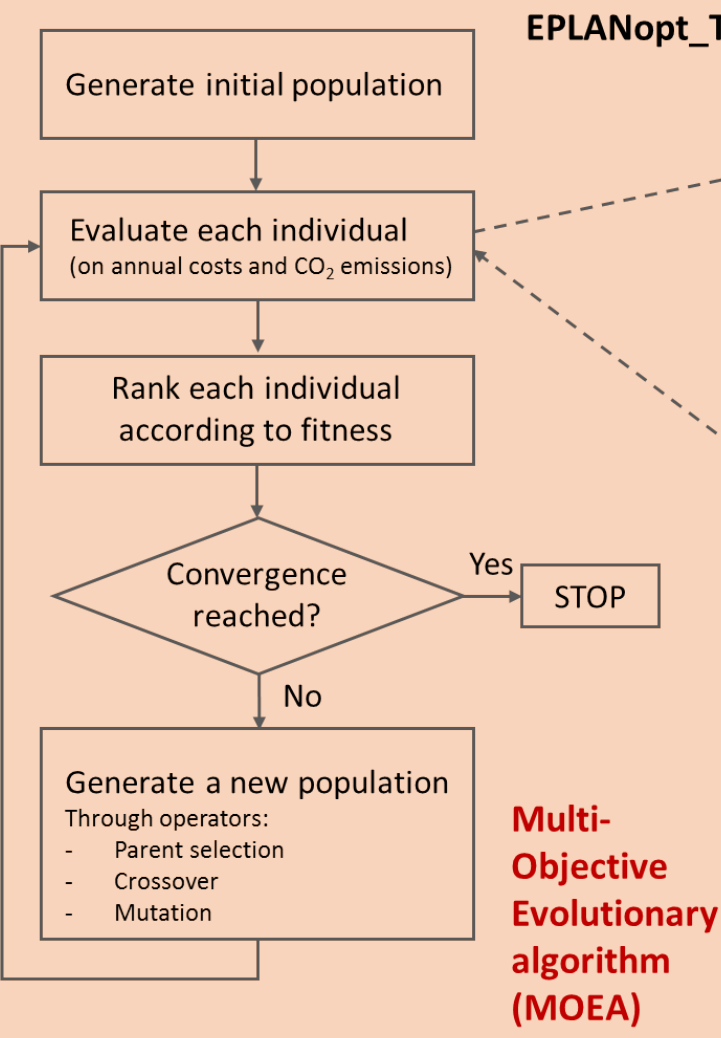 EPLANopt_T
Generate initial population
Evaluate each individual
(on annual costs and CO₂ emissions)
Rank each individual
according to fitness
Convergence
reached?
Yes
STOP
No
Generate a new population
Through operators:
- Parent selection
- Crossover
- Mutation
Multi-
Objective
Evolutionary
algorithm
(MOEA)